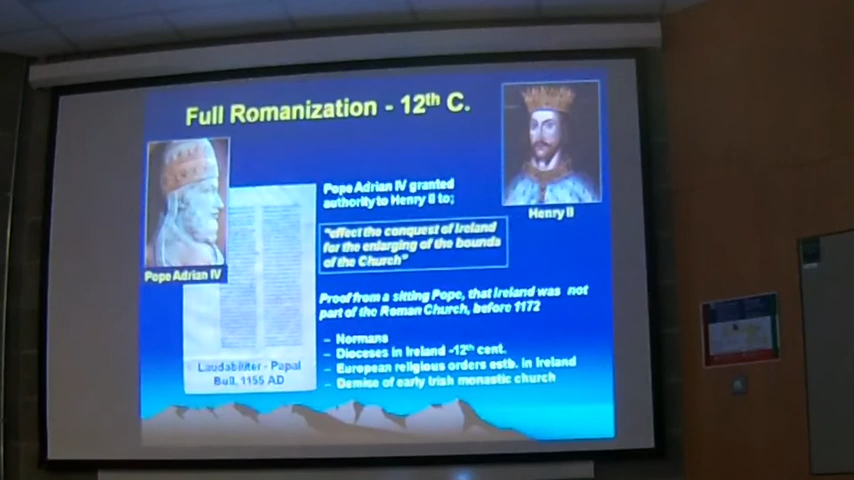 Full Romanization - 12th C.
Pope Adrian IV granted
authority to Henry II to;
Henry II
"effect the conquest of Ireland
for the enlarging of the bounds
of the Church"
Pope Adrian IV
Proof from a sitting Pope, that Ireland was not
part of the Roman Church, before 1172
– Normans
– Dioceses in Ireland -12th cent.
– European religious orders estb. in Ireland
– Demise of early Irish monastic church
Laudabiliter - Papal
Bull, 1155 AD